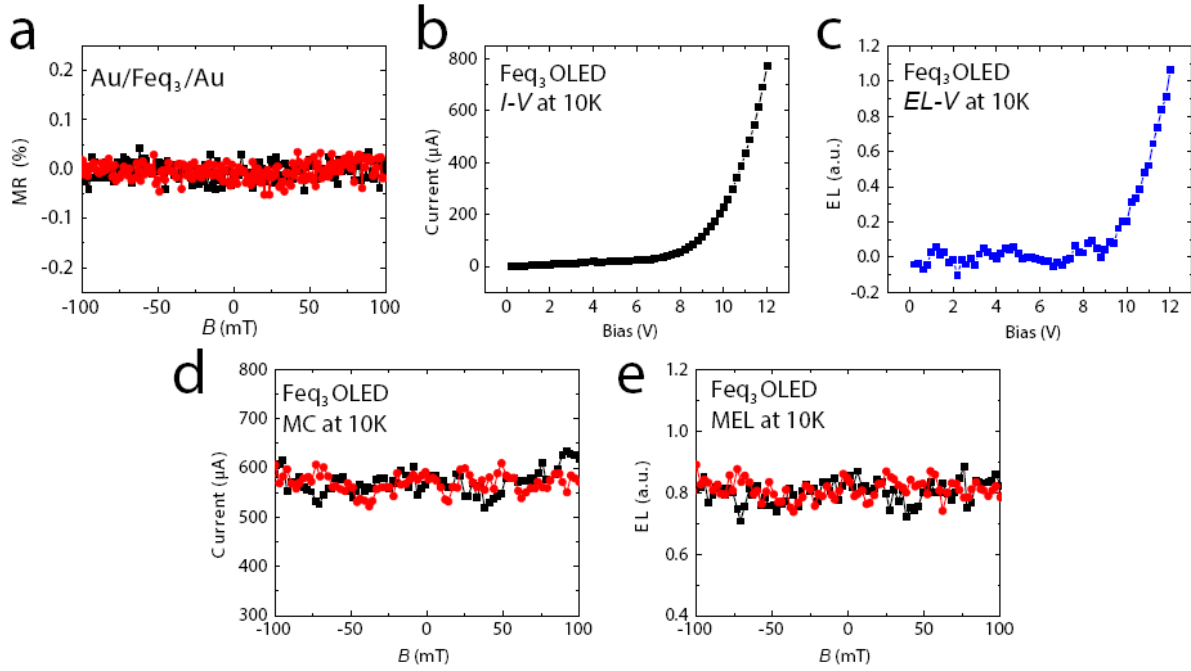 a
Au/Feq₃/Au
MR (%)
0.2
0.1
0.0
-0.1
-0.2
-100 -50 0 50 100
B (mT)
b
Feq₃ OLED
I-V at 10K
Current (μA)
800
600
400
200
0
0 2 4 6 8 10 12
Bias (V)
c
Feq₃ OLED
EL-V at 10K
EL (a.u.)
1.2
1.0
0.8
0.6
0.4
0.2
0.0
-0.2
0 2 4 6 8 10 12
Bias (V)
d
Feq₃ OLED
MC at 10K
Current (μA)
800
750
700
650
600
550
500
450
400
350
300
-100 -50 0 50 100
B (mT)
e
Feq₃ OLED
MEL at 10K
EL (a.u.)
1.2
1.0
0.8
0.6
0.4
-100 -50 0 50 100
B (mT)